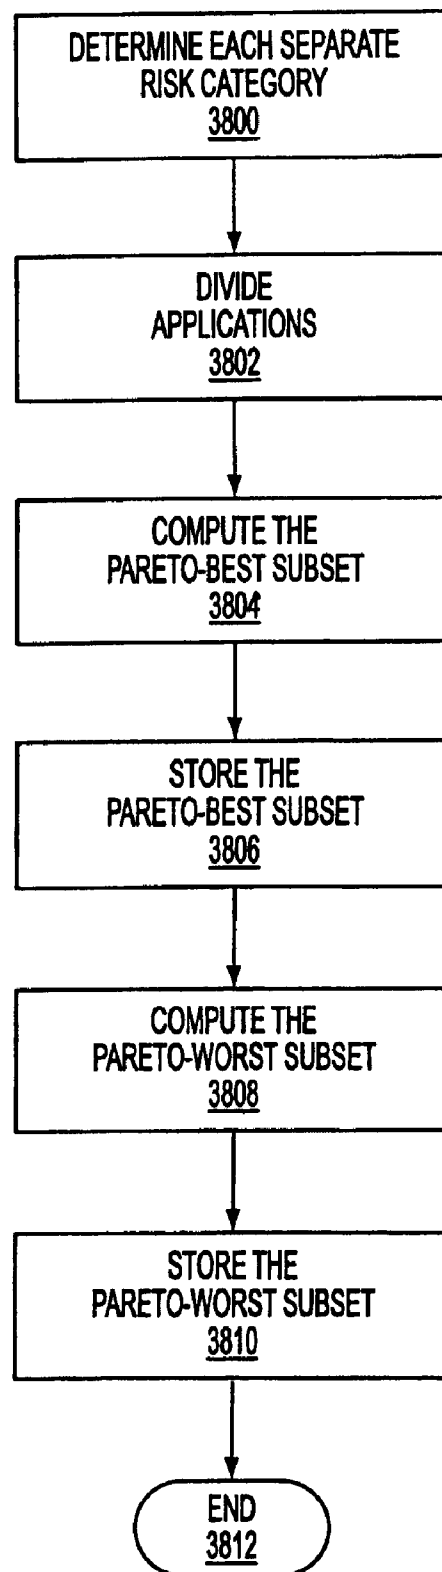 DETERMINE EACH SEPARATE
RISK CATEGORY
3800
DIVIDE
APPLICATIONS
3802
COMPUTE THE
PARETO-BEST SUBSET
3804
STORE THE
PARETO-BEST SUBSET
3806
COMPUTE THE
PARETO-WORST SUBSET
3808
STORE THE
PARETO-WORST SUBSET
3810
END
3812